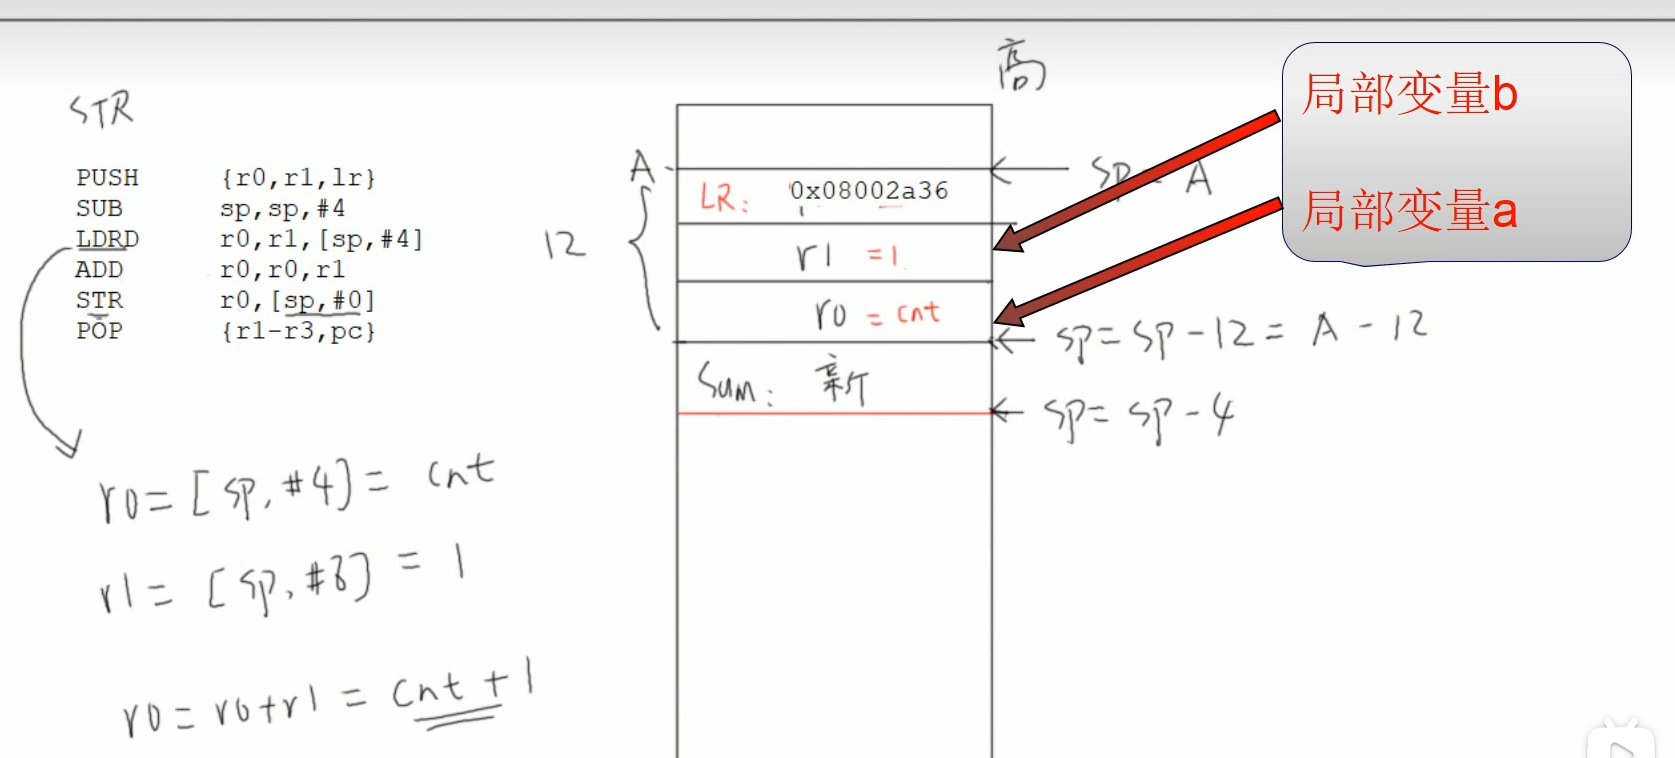 STR
PUSH {r0,r1,lr}
SUB sp,sp,#4
LDRD r0,r1,[sp,#4]
ADD r0,r0,r1
STR r0,[sp,#0]
POP {r1-r3,pc}
r0=[sp,#4]= cnt
r1=[sp,#8]=1
r0=r0+r1=cnt+1
高
A
sp=A
LR: 0x08002a36
12
r1 =1
r0 =cnt
sp=sp-12=A-12
Sum: 新
sp=sp-4
局部变量b
局部变量a